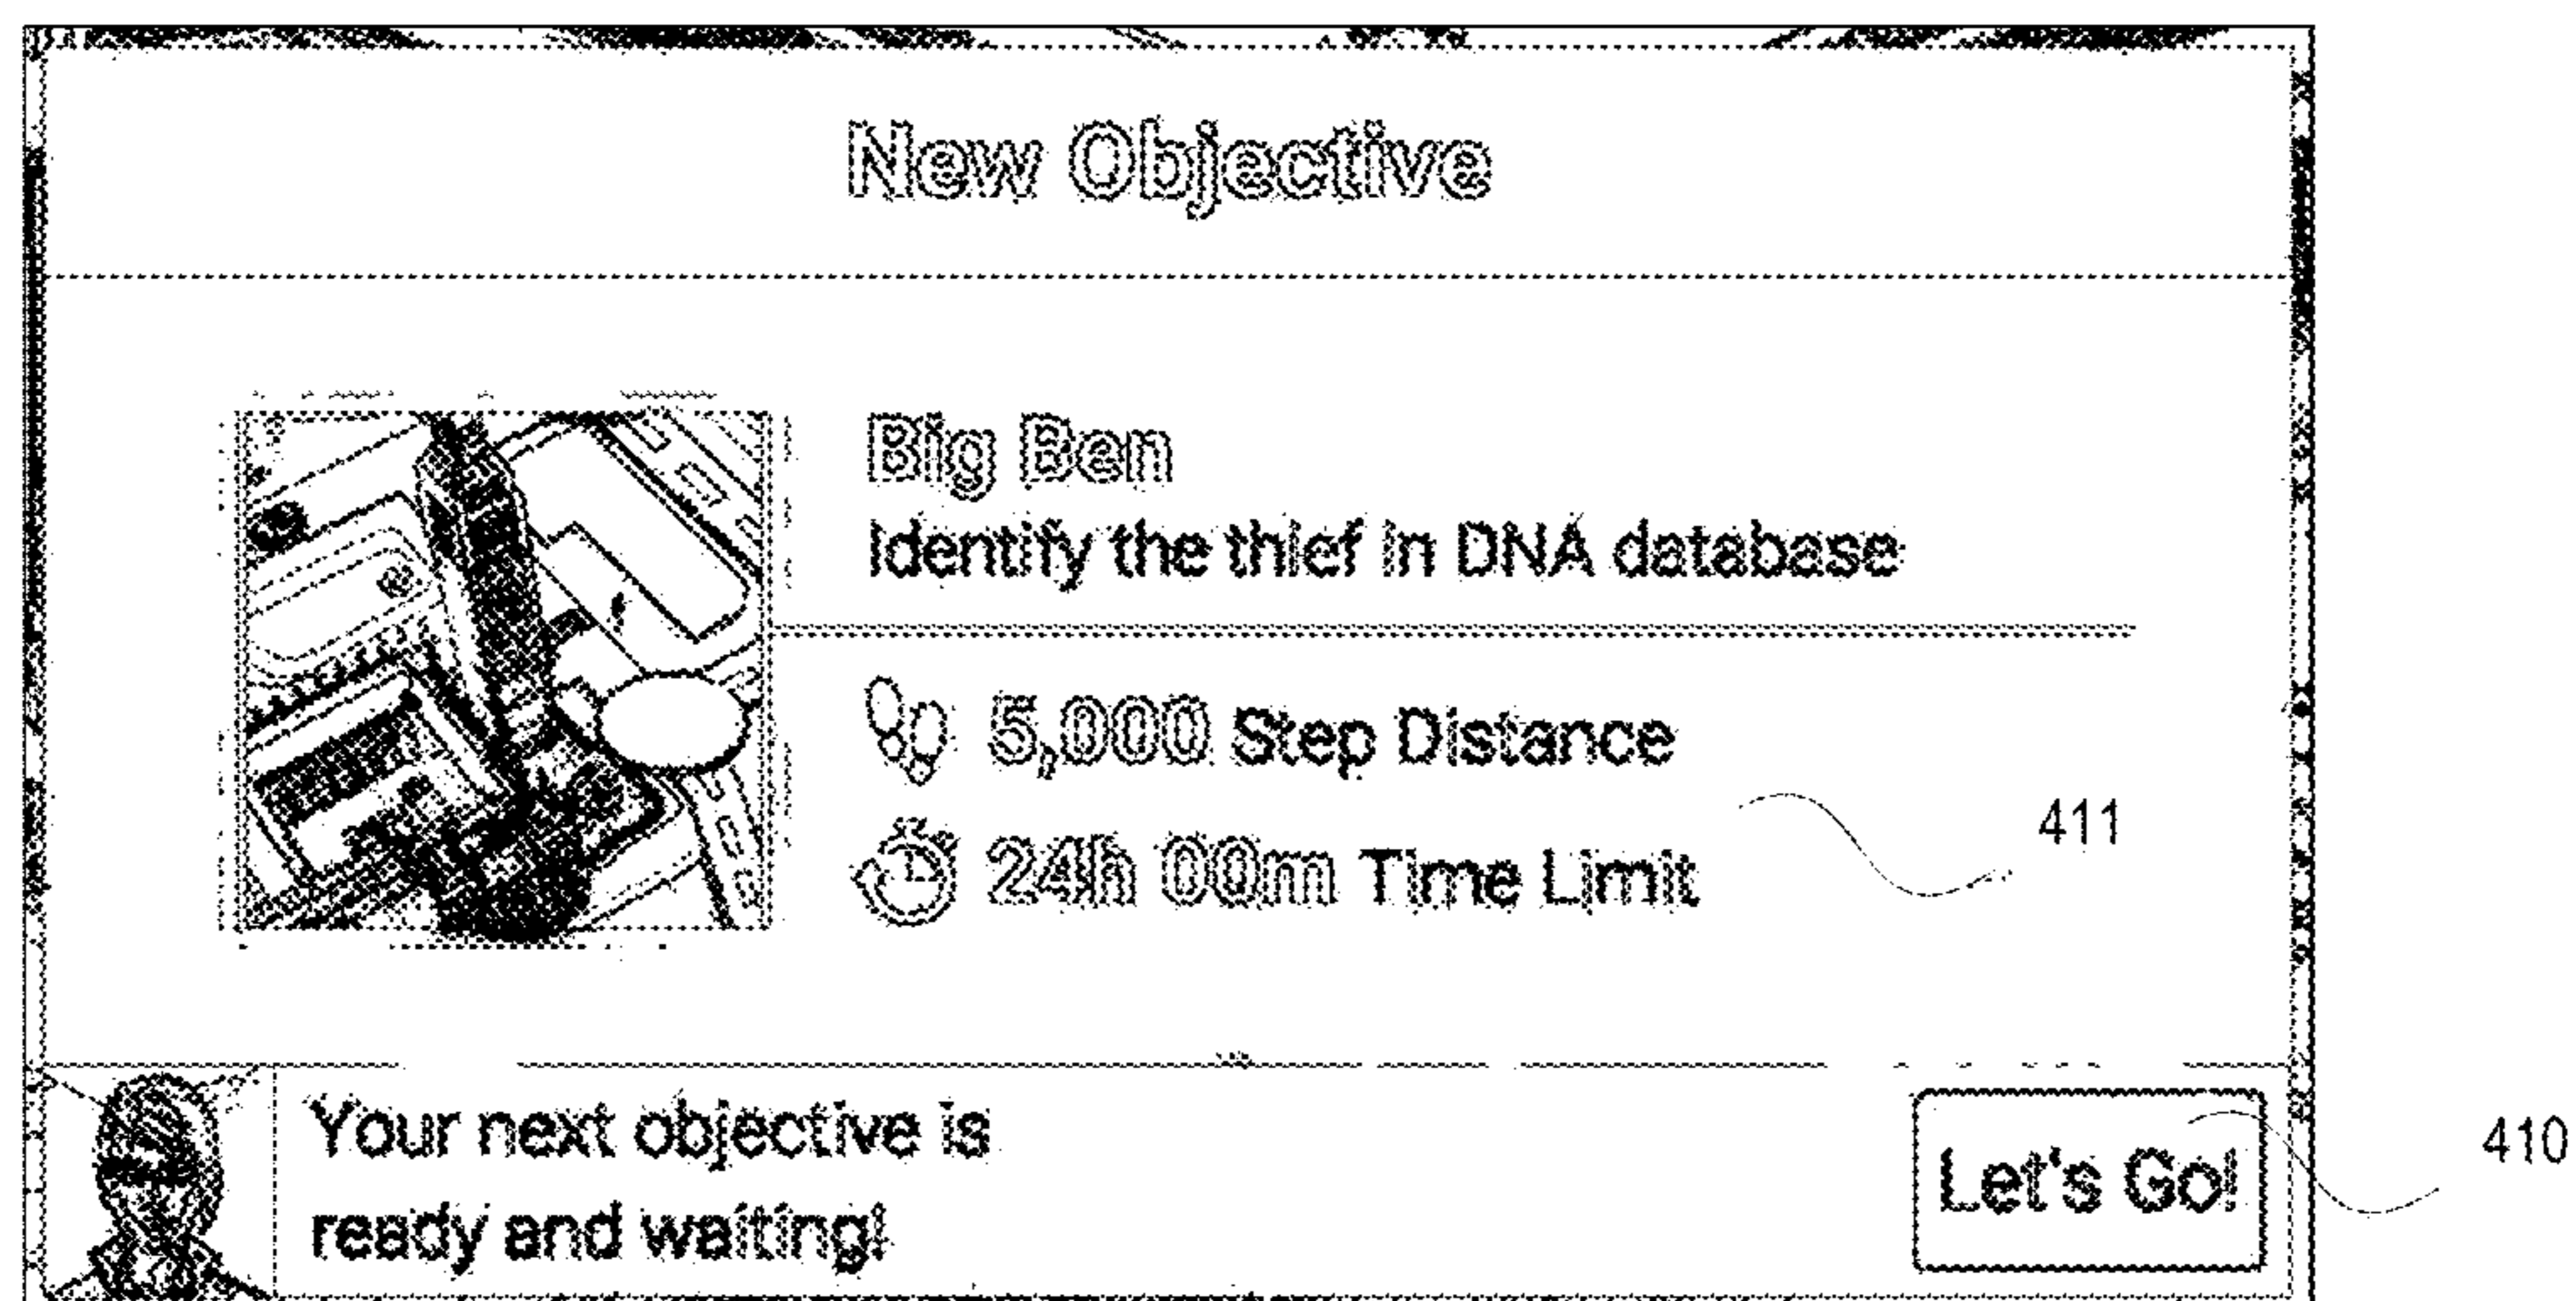 New Objective
Big Ben
Identify the thief in DNA database
5,000 Step Distance
411
24h 00m Time Limit
Your next objective is
ready and waiting!
Let's Go!
410